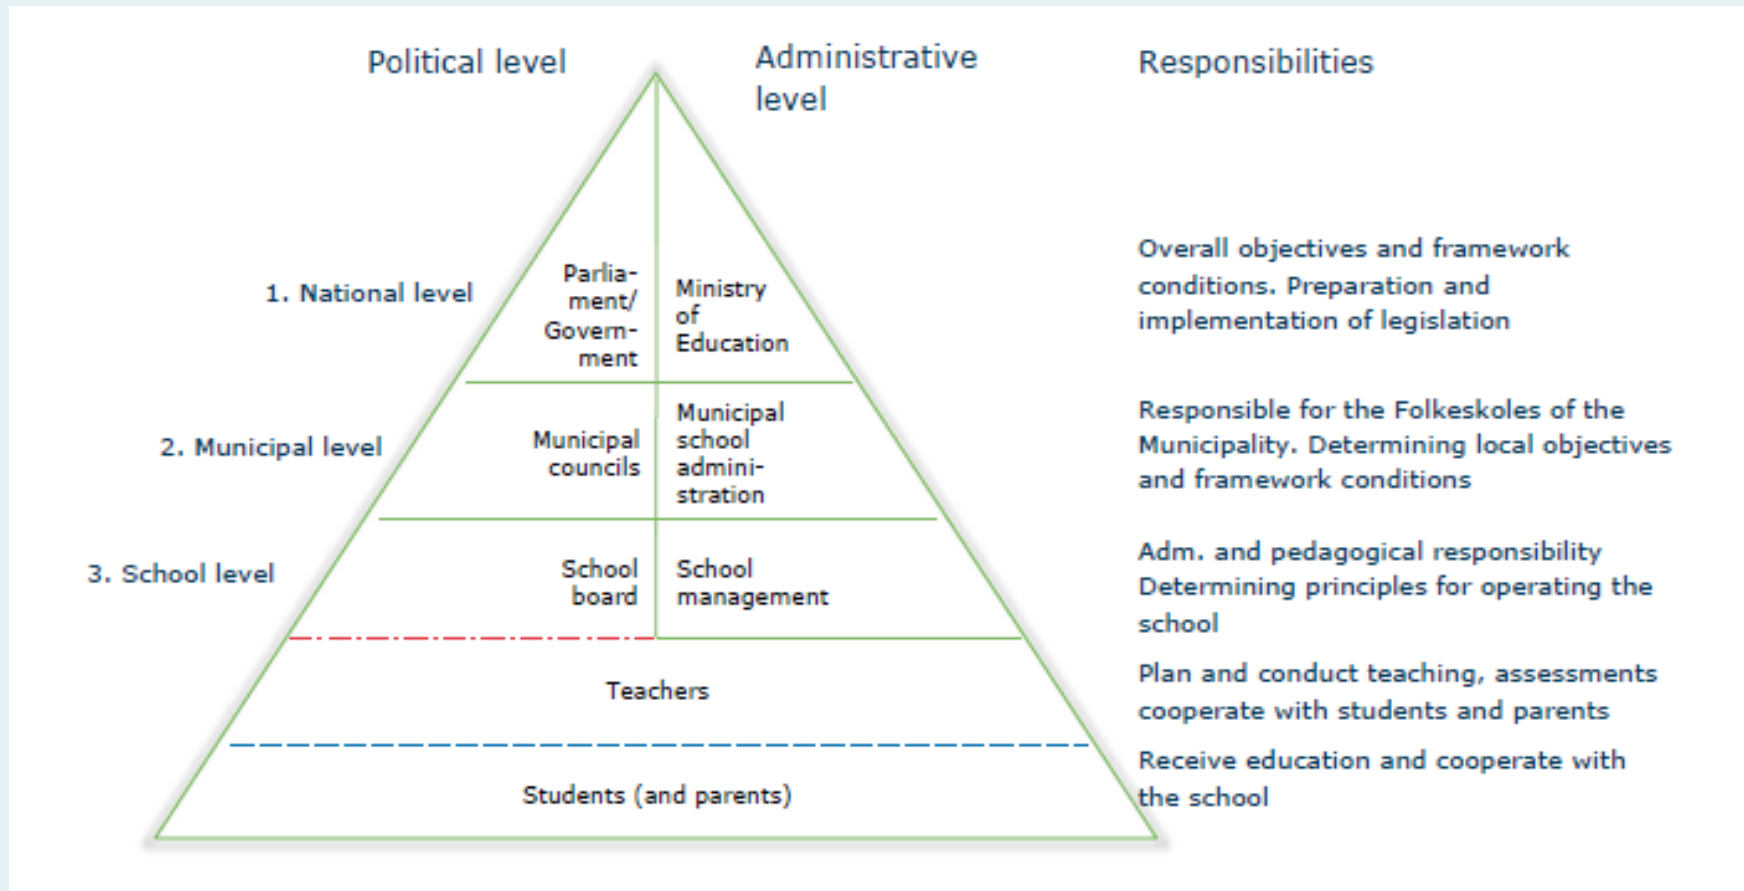 Political level
Administrative
level
Responsibilities
1. National level
Parlia-
ment/
Govern-
ment
Ministry
of
Education
Overall objectives and framework
conditions. Preparation and
implementation of legislation
2. Municipal level
Municipal
councils
Municipal
school
admini-
stration
Responsible for the Folkeskoles of the
Municipality. Determining local objectives
and framework conditions
3. School level
School
board
School
management
Adm. and pedagogical responsibility
Determining principles for operating the
school
Teachers
Plan and conduct teaching, assessments
cooperate with students and parents
Students (and parents)
Receive education and cooperate with
the school